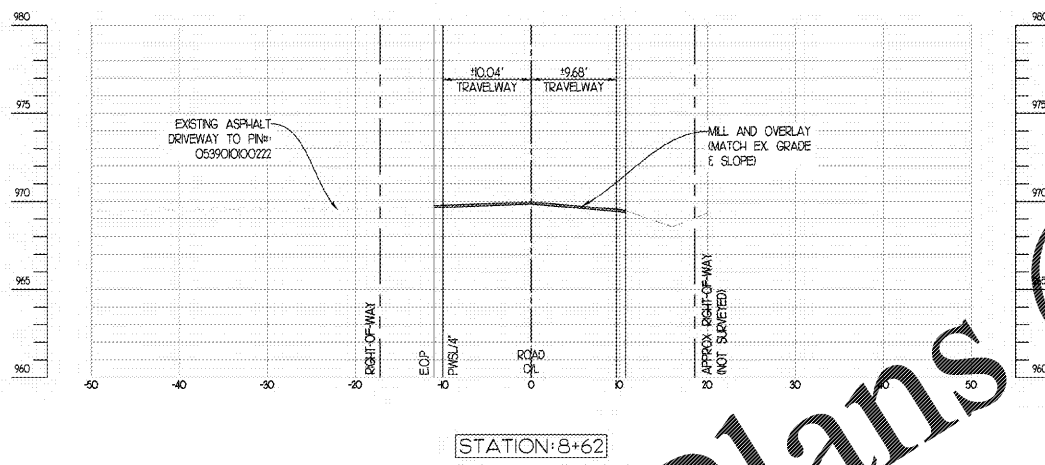 980
980
±10.04'
TRAVELWAY
±9.68'
TRAVELWAY
975
975
EXISTING ASPHALT
DRIVEWAY TO PIN#:
053901010100222
MILL AND OVERLAY
(MATCH EX. GRADE
& SLOPE)
970
970
965
965
RIGHT-OF-WAY
E.O.P
PWSL/4"
ROAD
C/L
APPROX RIGHT-OF-WAY
(NOT SURVEYED)
960
960
-50
-40
-30
-20
-10
0
10
20
30
40
50
STATION: 8+62
plans